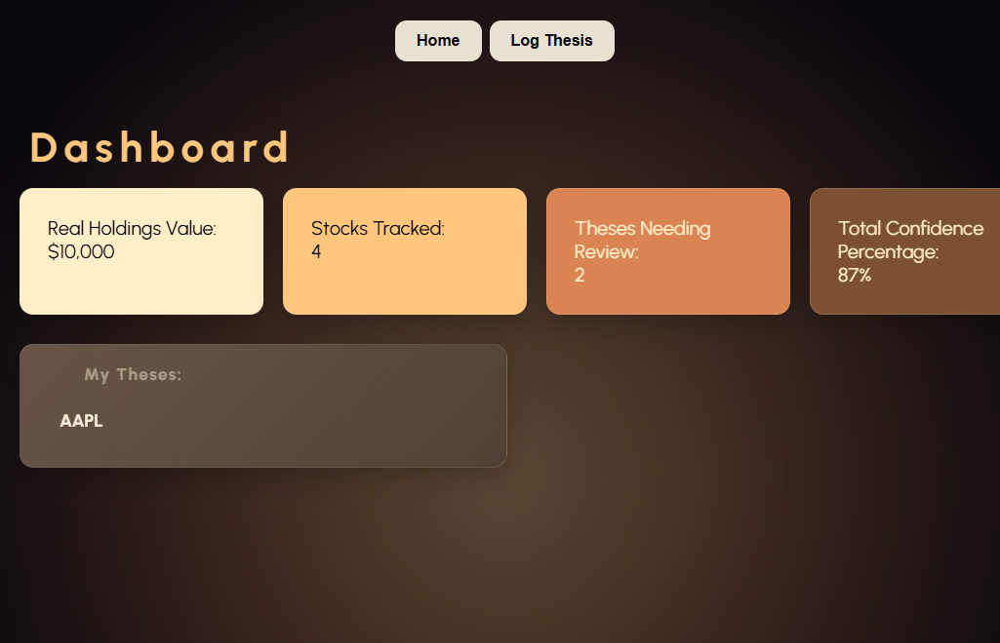 Home
Log Thesis
Dashboard
Real Holdings Value:
$10,000
Stocks Tracked:
4
Theses Needing
Review:
2
Total Confidence
Percentage:
87%
My Theses:
AAPL